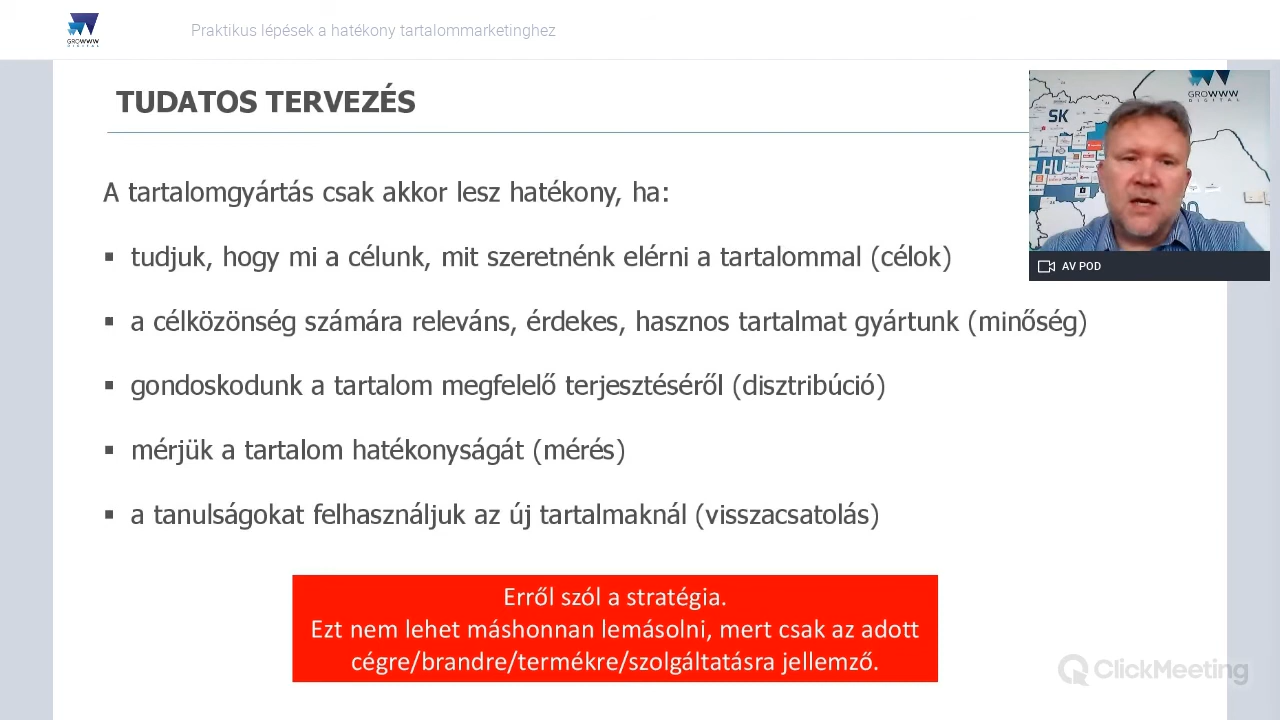 GROWWW
DIGITAL
Praktikus lépések a hatékony tartalommarketinghez
TUDATOS TERVEZÉS
GROWWW
DIGITAL
SK
HU
RO
AV POD
A tartalomgyártás csak akkor lesz hatékony, ha:
▪ tudjuk, hogy mi a célunk, mit szeretnénk elérni a tartalommal (célok)
▪ a célközönség számára releváns, érdekes, hasznos tartalmat gyártunk (minőség)
▪ gondoskodunk a tartalom megfelelő terjesztéséről (disztribúció)
▪ mérjük a tartalom hatékonyságát (mérés)
▪ a tanulságokat felhasználjuk az új tartalmaknál (visszacsatolás)
Erről szól a stratégia.
Ezt nem lehet máshonnan lemásolni, mert csak az adott
cégre/brandre/termékre/szolgáltatásra jellemző.
ClickMeeting